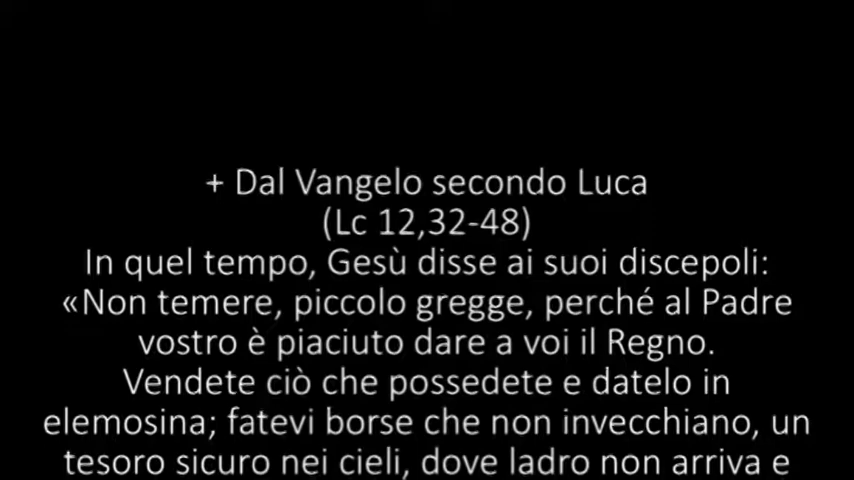 + Dal Vangelo secondo Luca
(Lc 12,32-48)
In quel tempo, Gesù disse ai suoi discepoli:
«Non temere, piccolo gregge, perché al Padre
vostro è piaciuto dare a voi il Regno.
Vendete ciò che possedete e datelo in
elemosina; fatevi borse che non invecchiano, un
tesoro sicuro nei cieli, dove ladro non arriva e